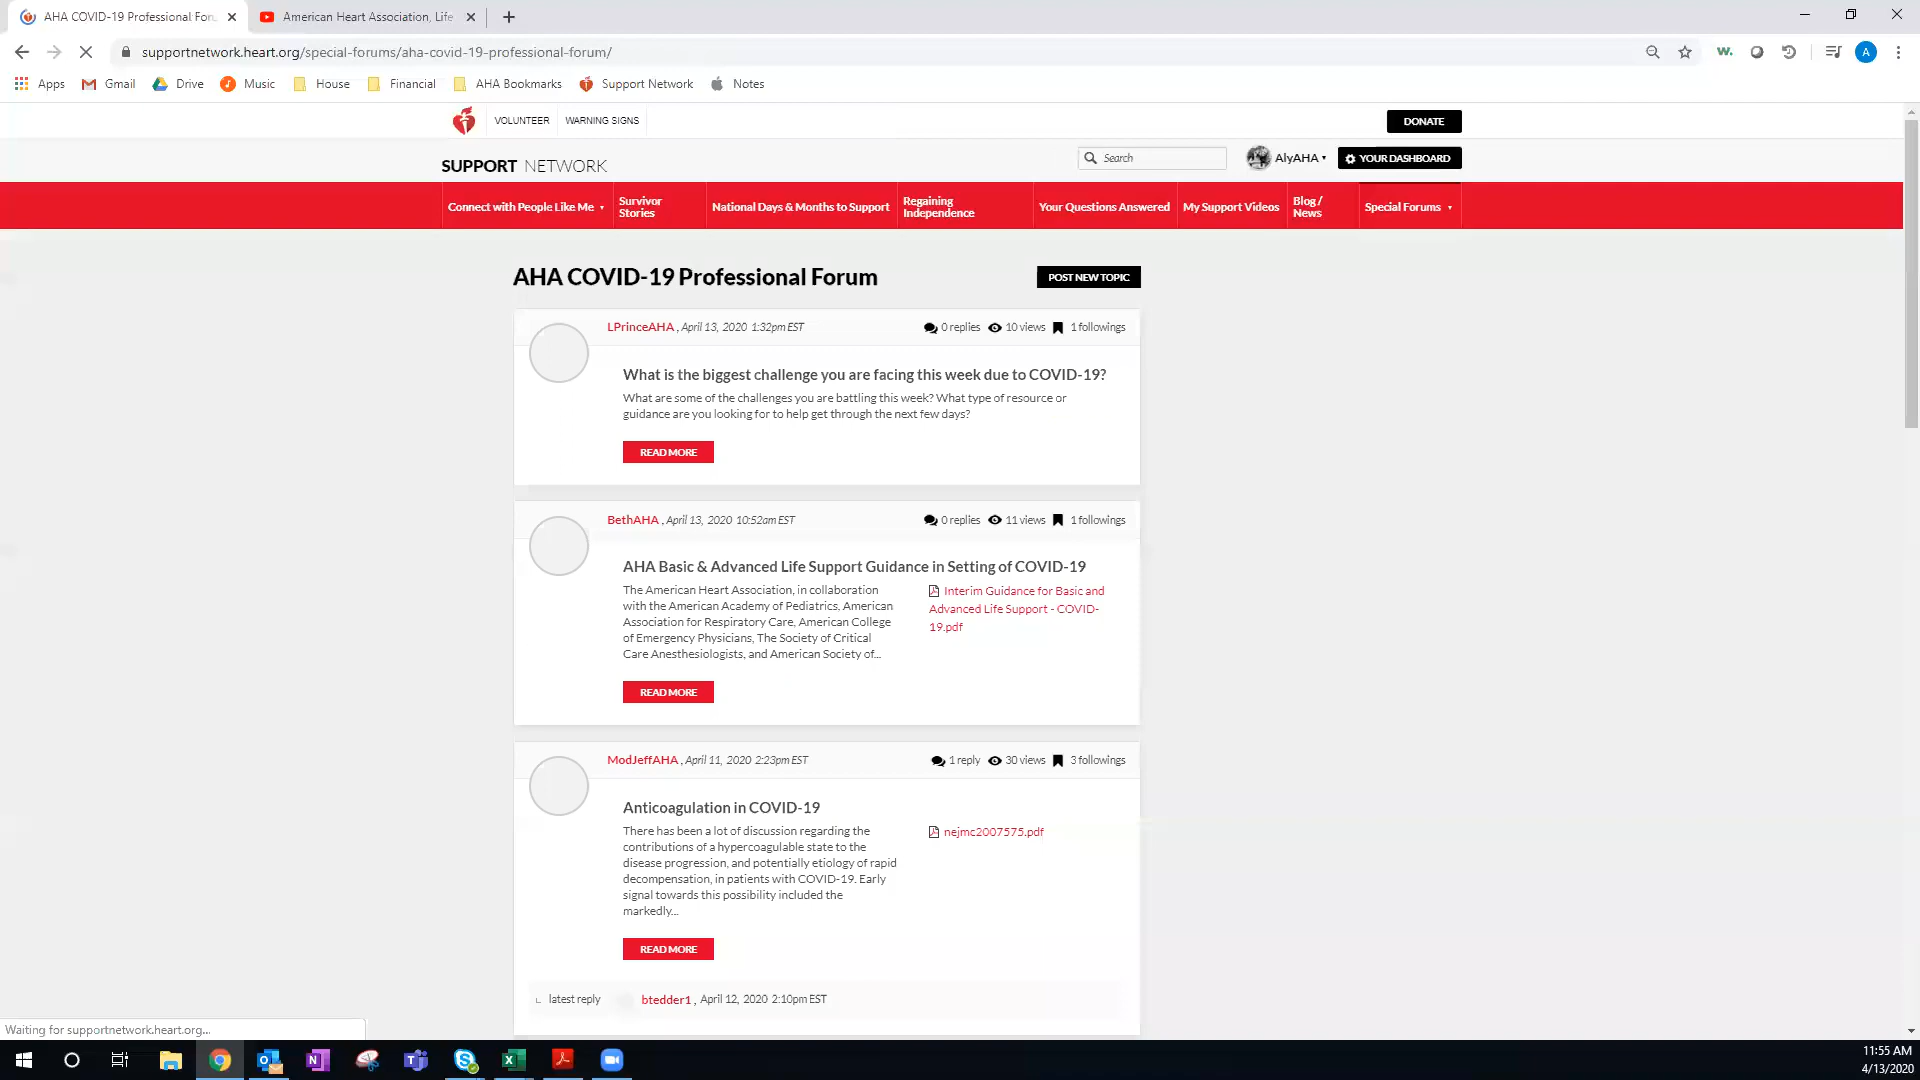 AHA COVID-19 Professional Foru
American Heart Association, Life
supportnetwork.heart.org/special-forums/aha-covid-19-professional-forum/
W.
A
Apps
Gmail
Drive
Music
House
Financial
AHA Bookmarks
Support Network
Notes
VOLUNTEER
WARNING SIGNS
DONATE
SUPPORT NETWORK
Search
AlyAHA
YOUR DASHBOARD
Connect with People Like Me
Survivor
Stories
National Days & Months to Support
Regaining
Independence
Your Questions Answered
My Support Videos
Blog /
News
Special Forums
AHA COVID-19 Professional Forum
POST NEW TOPIC
LPrinceAHA , April 13, 2020 1:32pm EST
0 replies 10 views 1 followings
What is the biggest challenge you are facing this week due to COVID-19?
What are some of the challenges you are battling this week? What type of resource or
guidance are you looking for to help get through the next few days?
READ MORE
BethAHA , April 13, 2020 10:52am EST
0 replies 11 views 1 followings
AHA Basic & Advanced Life Support Guidance in Setting of COVID-19
The American Heart Association, in collaboration
with the American Academy of Pediatrics, American
Association for Respiratory Care, American College
of Emergency Physicians, The Society of Critical
Care Anesthesiologists, and American Society of...
Interim Guidance for Basic and
Advanced Life Support - COVID-
19.pdf
READ MORE
ModJeffAHA , April 11, 2020 2:23pm EST
1 reply 30 views 3 followings
Anticoagulation in COVID-19
There has been a lot of discussion regarding the
contributions of a hypercoagulable state to the
disease progression, and potentially etiology of rapid
decompensation, in patients with COVID-19. Early
signal towards this possibility included the
markedly...
nejmc2007575.pdf
READ MORE
latest reply btedder1 , April 12, 2020 2:10pm EST
Waiting for supportnetwork.heart.org...
11:55 AM
4/13/2020